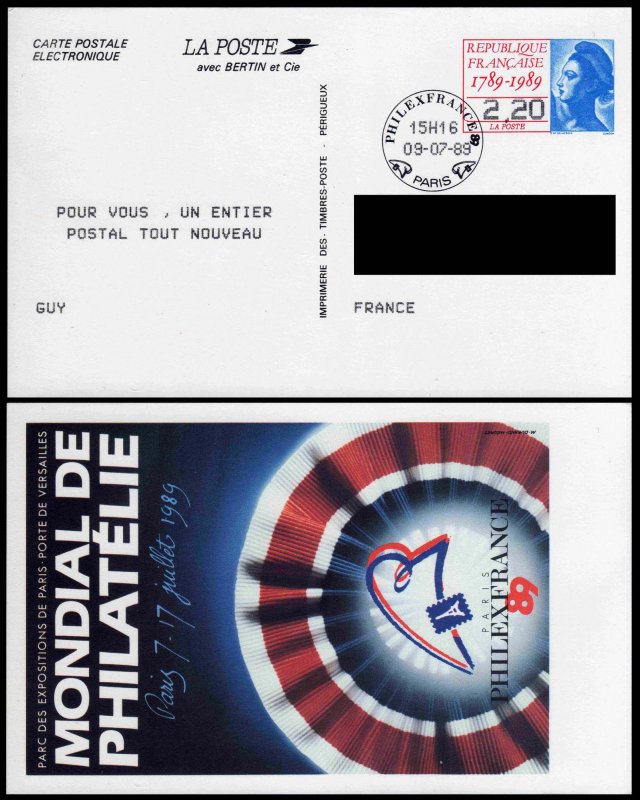 CARTE POSTALE
ELECTRONIQUE
LA POSTE
avec BERTIN et Cie
REPUBLIQUE
FRANÇAISE
1789-1989
2,20
LA POSTE
PHILEXFRANCE 89
15H16
09-07-89
PARIS
IMPRIMERIE DES TIMBRES-POSTE - PÉRIGUEUX
POUR VOUS , UN ENTIER
POSTAL TOUT NOUVEAU
GUY
FRANCE
PARC DES EXPOSITIONS DE PARIS·PORTE DE VERSAILLES
MONDIAL DE
PHILATÉLIE
Paris 7-17 juillet 1989
PARIS
PHILEXFRANCE
89